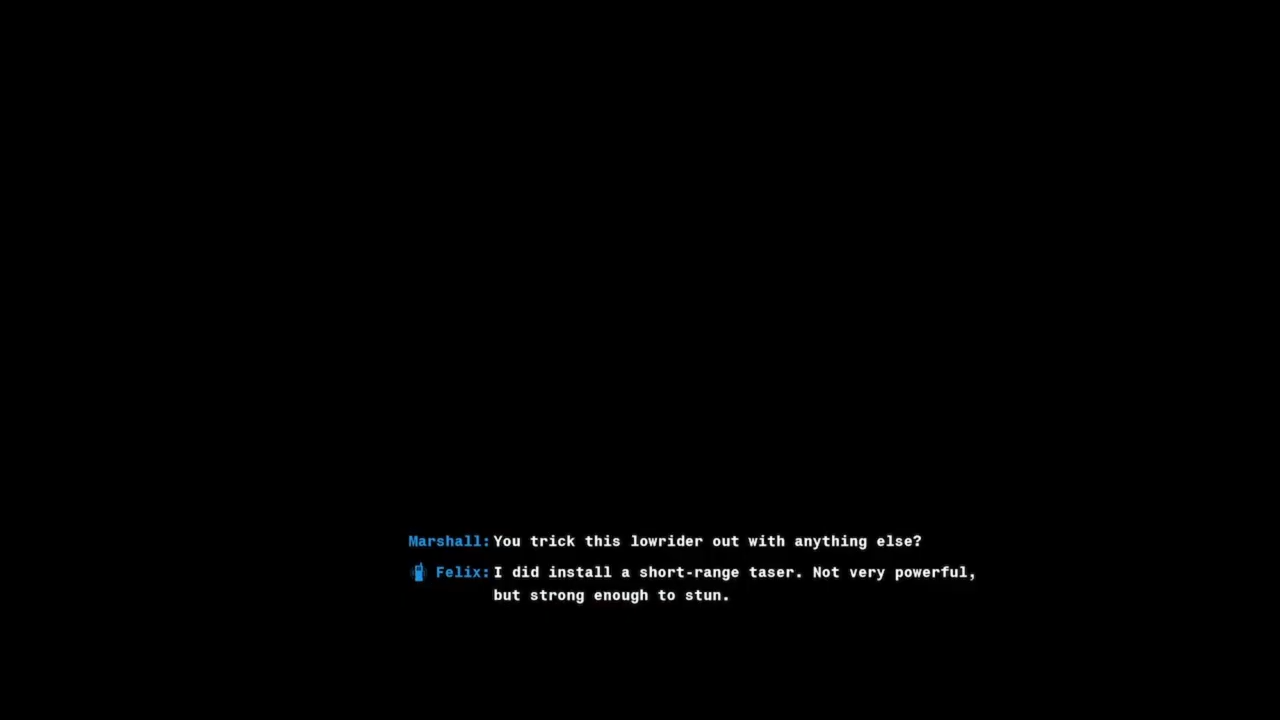 Marshall: You trick this lowrider out with anything else?
Felix: I did install a short-range taser. Not very powerful,
but strong enough to stun.